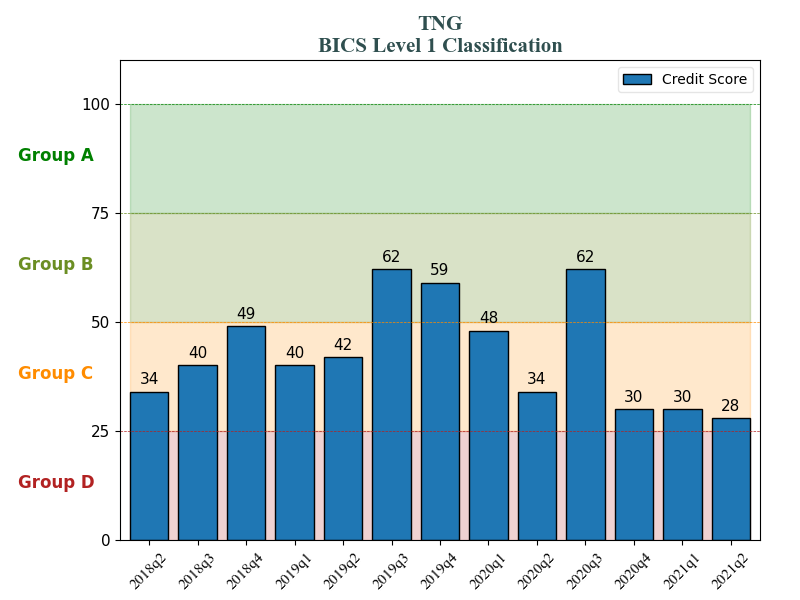 TNG
BICS Level 1 Classification
Credit Score
100
Group A
75
Group B
62
62
59
50
49
48
Group C
42
40
40
34
34
30
30
28
25
Group D
0
2018q2
2018q3
2018q4
2019q1
2019q2
2019q3
2019q4
2020q1
2020q2
2020q3
2020q4
2021q1
2021q2